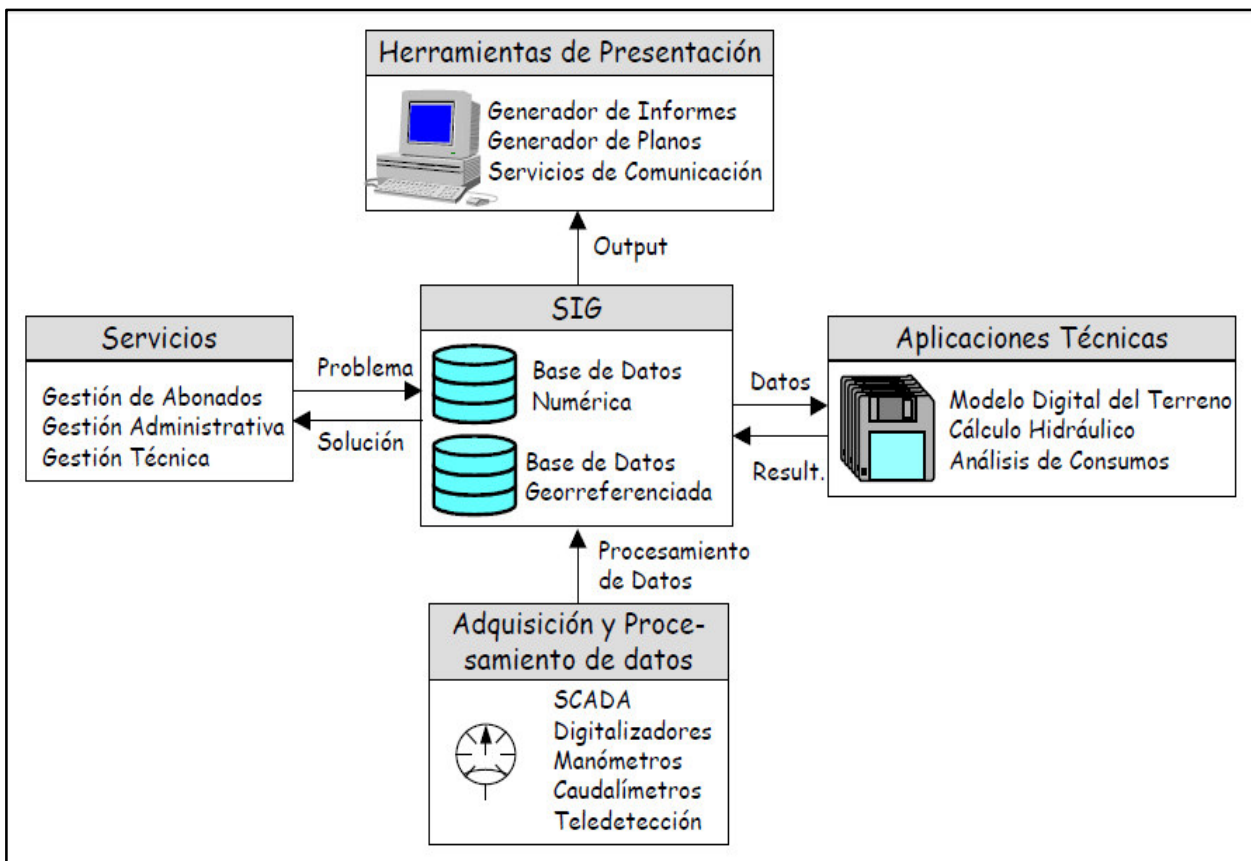 Herramientas de Presentación
Generador de Informes
Generador de Planos
Servicios de Comunicación
Output
Servicios
Gestión de Abonados
Gestión Administrativa
Gestión Técnica
Problema
Solución
SIG
Base de Datos
Numérica
Base de Datos
Georreferenciada
Datos
Result.
Aplicaciones Técnicas
Modelo Digital del Terreno
Cálculo Hidráulico
Análisis de Consumos
Procesamiento
de Datos
Adquisición y Proce-
samiento de datos
SCADA
Digitalizadores
Manómetros
Caudalímetros
Teledetección